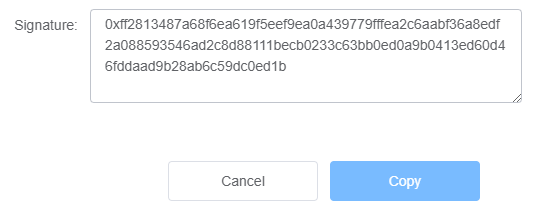 Signature: 0xff2813487a68f6ea619f5eef9ea0a439779fffea2c6aabf36a8edf
2a088593546ad2c8d88111becb0233c63bb0ed0a9b0413ed60d4
6fddaad9b28ab6c59dc0ed1b
Cancel Copy